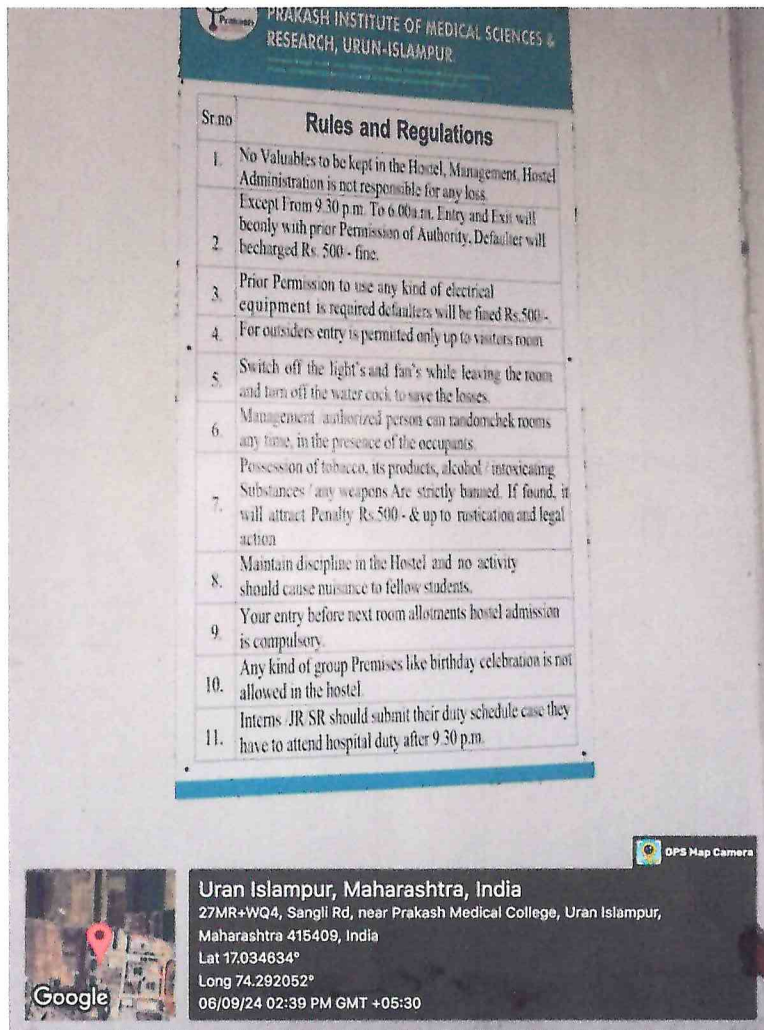 Prakash
PRAKASH INSTITUTE OF MEDICAL SCIENCES &
RESEARCH, URUN-ISLAMPUR
Sr.no Rules and Regulations
1. No Valuables to be kept in the Hostel, Management, Hostel
Administration is not responsible for any loss.
2. Except From 9.30 p.m. To 6.00a.m. Entry and Exit will
beonly with prior Permission of Authority, Defaulter will
becharged Rs. 500 - fine.
3. Prior Permission to use any kind of electrical
equipment is required defaulters will be fined Rs.500 -.
4. For outsiders entry is permitted only up to visitors room
5. Switch off the light's and fan's while leaving the room
and turn off the water cock to save the losses.
6. Management authorized person can randomchek rooms
any time, in the presence of the occupants.
7. Possession of tobacco, its products, alcohol / intoxicating
Substances / any weapons Are strictly banned. If found, it
will attract Penalty Rs.500 - & up to rustication and legal
action
8. Maintain discipline in the Hostel and no activity
should cause nuisance to fellow students.
9. Your entry before next room allotments hostel admission
is compulsory.
10. Any kind of group Premises like birthday celebration is not
allowed in the hostel.
11. Interns /JR/SR should submit their duty schedule case they
have to attend hospital duty after 9.30 p.m.
GPS Map Camera
Uran Islampur, Maharashtra, India
27MR+WQ4, Sangli Rd, near Prakash Medical College, Uran Islampur,
Maharashtra 415409, India
Lat 17.034634°
Long 74.292052°
06/09/24 02:39 PM GMT +05:30
Google